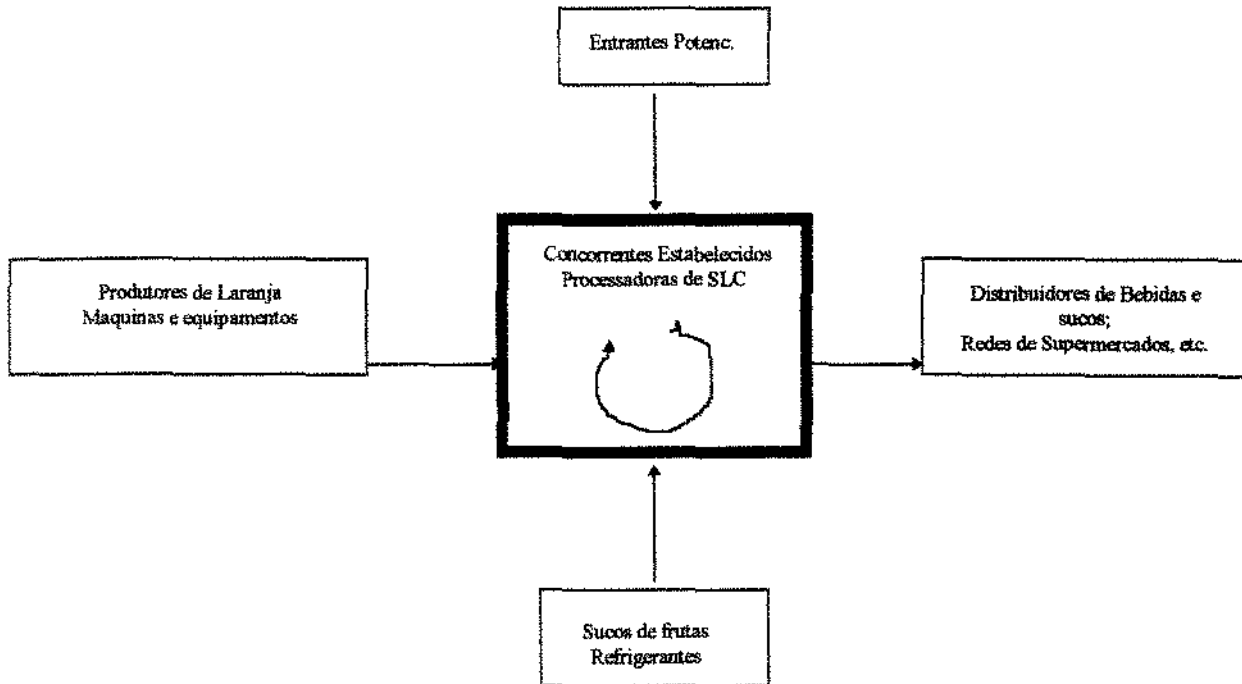 Entrantes Potenc.
Concorrentes Estabelecidos
Processadoras de SLC
Produtores de Laranja
Maquinas e equipamentos
Distribuidores de Bebidas e
sucos;
Redes de Supermercados, etc.
Sucos de frutas
Refrigerantes